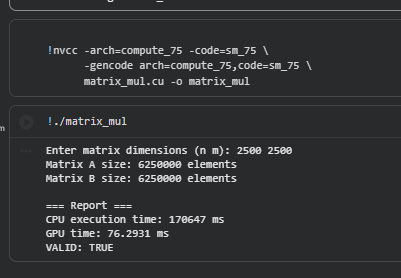 !nvcc -arch=compute_75 -code=sm_75 \
-gencode arch=compute_75,code=sm_75 \
matrix_mul.cu -o matrix_mul
!./matrix_mul
Enter matrix dimensions (n m): 2500 2500
Matrix A size: 6250000 elements
Matrix B size: 6250000 elements
=== Report ===
CPU execution time: 170647 ms
GPU time: 76.2931 ms
VALID: TRUE